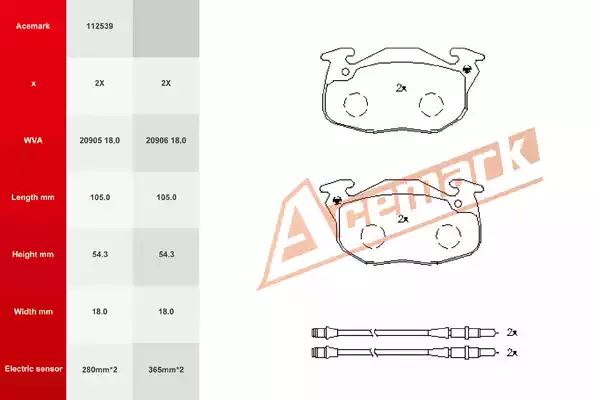 Acemark 112539
x 2X 2X
WVA 20905 18,0 20906 18,0
Length mm 105.0 105.0
Height mm 54.3 54.3
Width mm 18.0 18.0
Electric sensor 280mm*2 365mm*2
2x
2x
Acemark
2x
2x